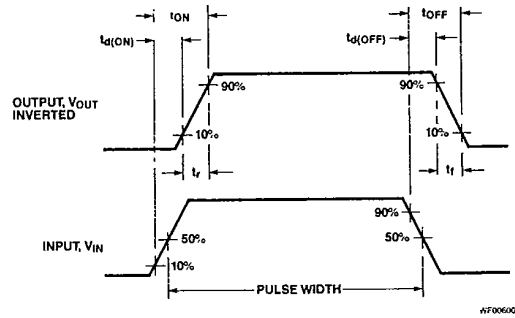 tON
tOFF
td(ON)
td(OFF)
90%
90%
OUTPUT, VOUT
INVERTED
10%
10%
tr
tf
90%
50%
50%
INPUT, VIN
10%
PULSE WIDTH
WF00600